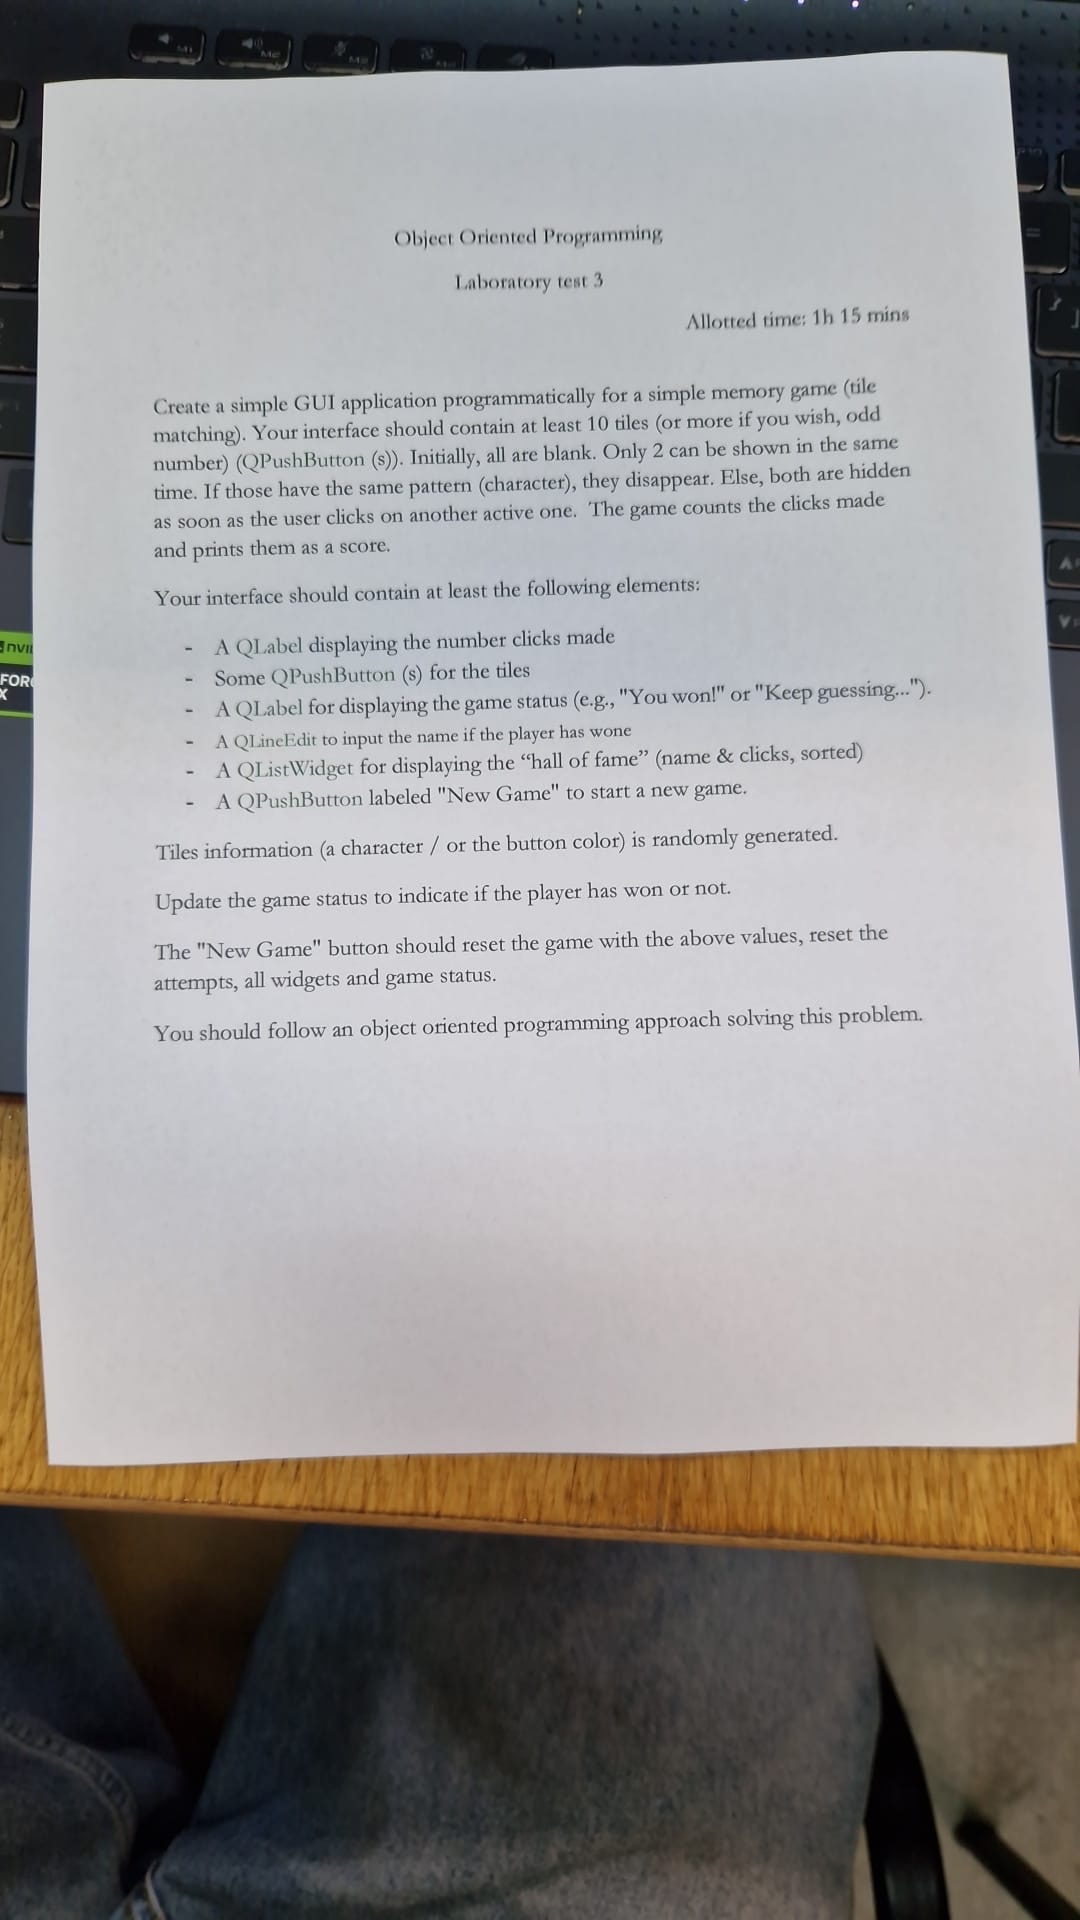 Object Oriented Programming
Laboratory test 3
Allotted time: 1h 15 mins
Create a simple GUI application programmatically for a simple memory game (tile
matching). Your interface should contain at least 10 tiles (or more if you wish, odd
number) (QPushButton (s)). Initially, all are blank. Only 2 can be shown in the same
time. If those have the same pattern (character), they disappear. Else, both are hidden
as soon as the user clicks on another active one. The game counts the clicks made
and prints them as a score.
Your interface should contain at least the following elements:
- A QLabel displaying the number clicks made
- Some QPushButton (s) for the tiles
- A QLabel for displaying the game status (e.g., "You won!" or "Keep guessing...").
- A QLineEdit to input the name if the player has wone
- A QListWidget for displaying the “hall of fame” (name & clicks, sorted)
- A QPushButton labeled "New Game" to start a new game.
Tiles information (a character / or the button color) is randomly generated.
Update the game status to indicate if the player has won or not.
The "New Game" button should reset the game with the above values, reset the
attempts, all widgets and game status.
You should follow an object oriented programming approach solving this problem.